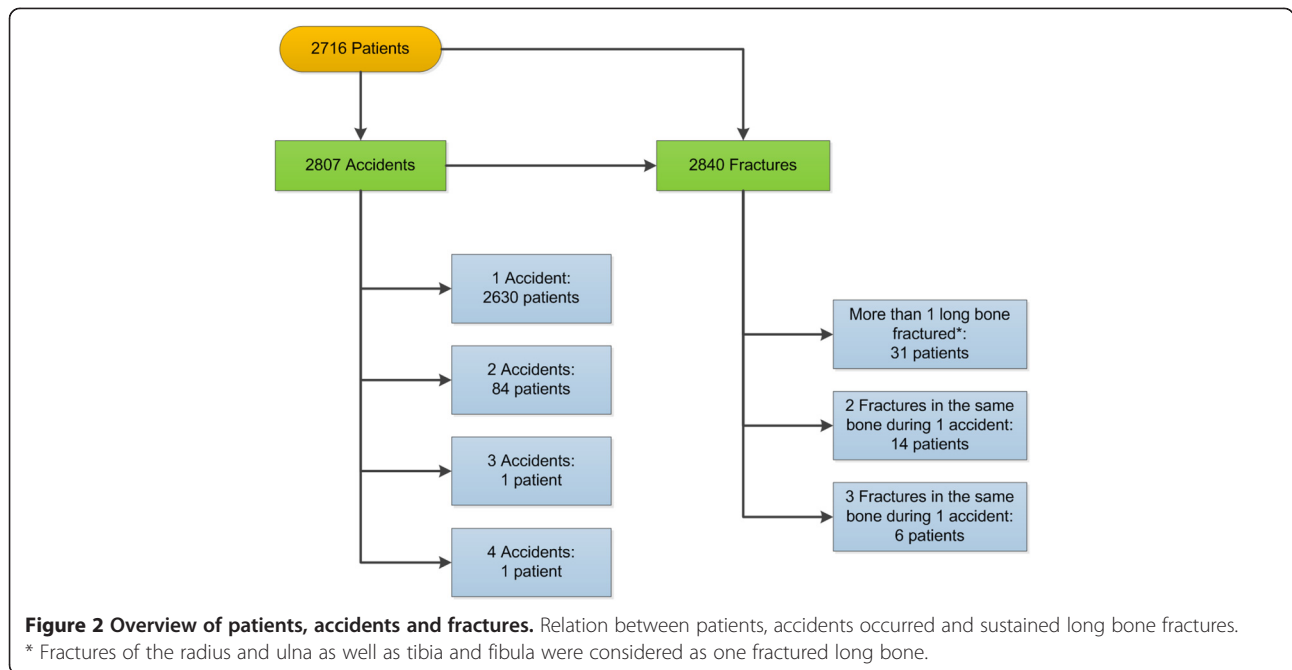 2716 Patients
2807 Accidents
2840 Fractures
1 Accident:
2630 patients
2 Accidents:
84 patients
3 Accidents:
1 patient
4 Accidents:
1 patient
More than 1 long bone
fractured*:
31 patients
2 Fractures in the same
bone during 1 accident:
14 patients
3 Fractures in the same
bone during 1 accident:
6 patients
Figure 2 Overview of patients, accidents and fractures. Relation between patients, accidents occurred and sustained long bone fractures.
* Fractures of the radius and ulna as well as tibia and fibula were considered as one fractured long bone.